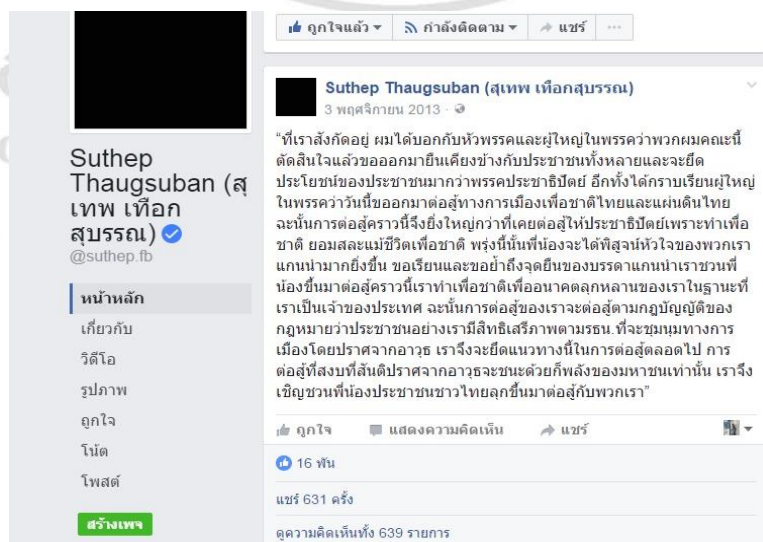 ถูกใจแล้ว
กำลังติดตาม
แชร์
Suthep Thaugsuban (สุเทพ เทือกสุบรรณ)
3 พฤศจิกายน 2013 ·
"ที่เราสังกัดอยู่ ผมได้บอกกับหัวพรรคและผู้ใหญ่ในพรรคว่าพวกผมคณะนี้
ตัดสินใจแล้วขอออกมายืนเคียงข้างกับประชาชนทั้งหลายและจะยึด
ประโยชน์ของประชาชนมากว่าพรรคประชาธิปัตย์ อีกทั้งได้กราบเรียนผู้ใหญ่
ในพรรคว่าวันนี้ขออกมาต่อสู้ทางการเมืองเพื่อชาติไทยและแผ่นดินไทย
ฉะนั้นการต่อสู้คราวนี้จึงยิ่งใหญ่กว่าที่เคยต่อสู้ให้ประชาธิปัตย์เพราะทำเพื่อ
ชาติ ยอมสละแม้ชีวิตเพื่อชาติ พรุ่งนี้นั้นพี่น้องจะได้พิสูจน์หัวใจของพวกเรา
แกนนำมากยิ่งขึ้น ขอเรียนและขอย้ำถึงจุดยืนของบรรดาแกนนำเราชวนพี่
น้องขึ้นมาต่อสู้คราวนี้เราทำเพื่อชาติเพื่ออนาคตลุกหลานของเราในฐานะที่
เราเป็นเจ้าของประเทศ ฉะนั้นการต่อสู้ของเราจะต่อสู้ตามกฎบัญญัติของ
กฎหมายว่าประชาชนอย่างเรามีสิทธิเสรีภาพตามรธน.ที่จะชุมนุมทางการ
เมืองโดยปราศจากอาวุธ เราจึงจะยึดแนวทางนี้ในการต่อสู้ตลอดไป การ
ต่อสู้ที่สงบที่สันติปราศจากอาวุธจะชนะด้วยก็พลังของมหาชนเท่านั้น เราจึง
เชิญชวนพี่น้องประชาชนชาวไทยลุกขึ้นมาต่อสู้กับพวกเรา"
ถูกใจ
แสดงความคิดเห็น
แชร์
16 พัน
แชร์ 631 ครั้ง
ดูความคิดเห็นทั้ง 639 รายการ
Suthep
Thaugsuban (สุ
เทพ เทือก
สุบรรณ)
@suthep.fb
หน้าหลัก
เกี่ยวกับ
วิดีโอ
รูปภาพ
ถูกใจ
โน้ต
โพสต์
สร้างเพจ